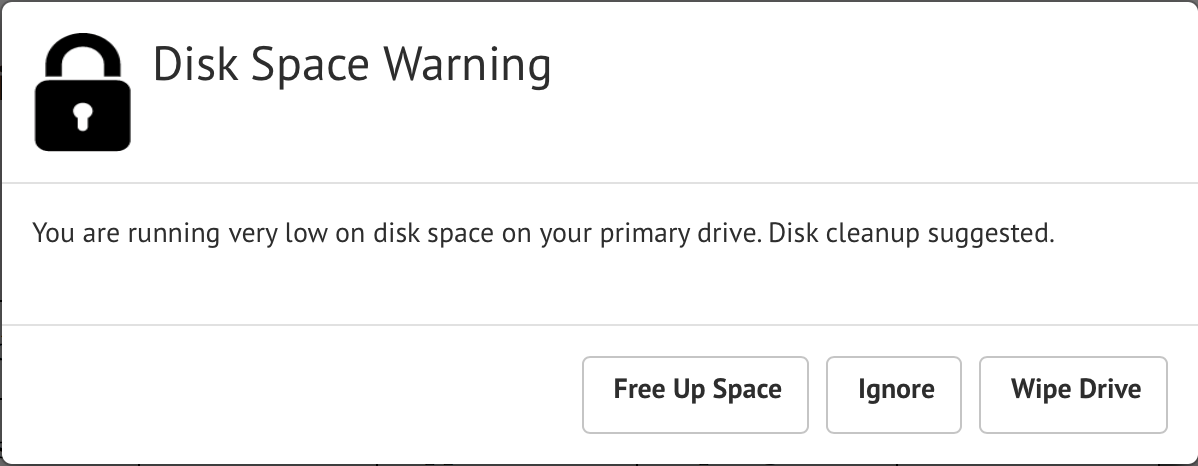 Disk Space Warning
You are running very low on disk space on your primary drive. Disk cleanup suggested.
Free Up Space
Ignore
Wipe Drive